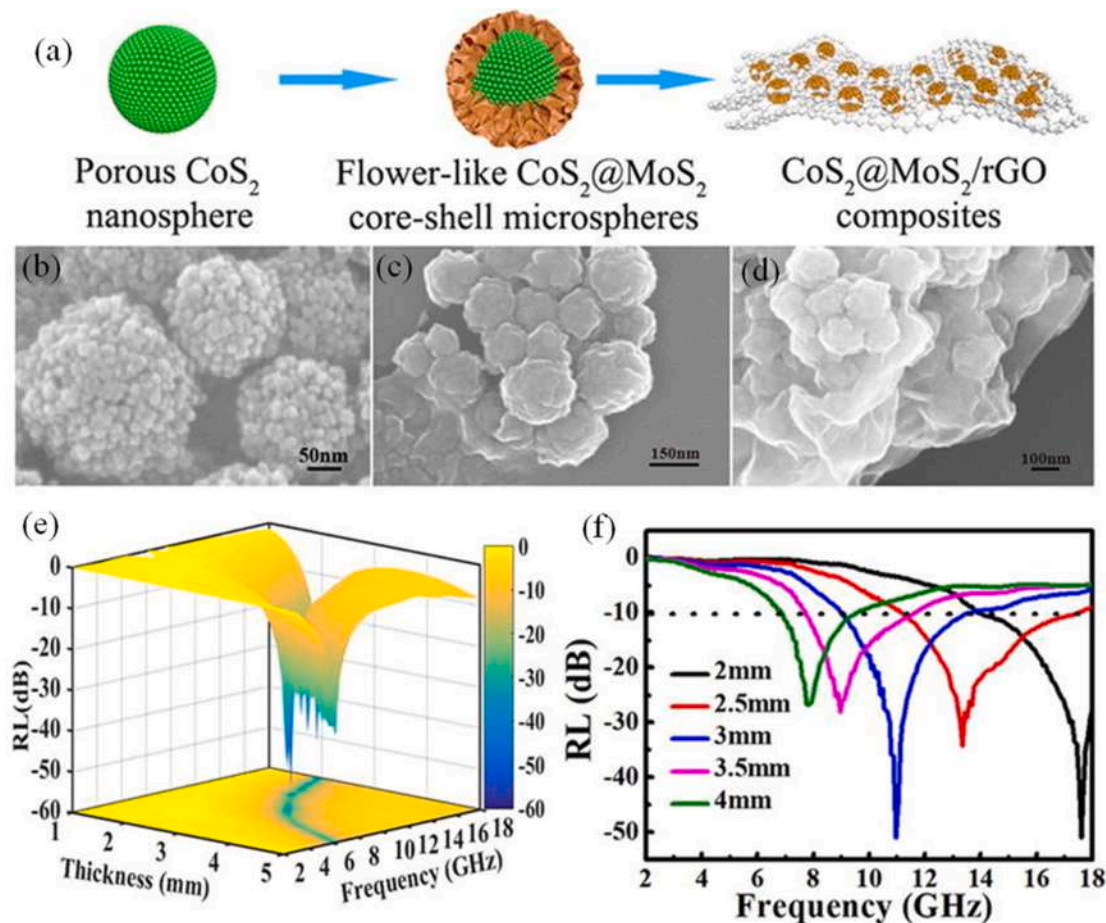 (a)
Porous CoS₂
nanosphere
Flower-like CoS₂@MoS₂
core-shell microspheres
CoS₂@MoS₂/rGO
composites
(b)
50nm
(c)
150nm
(d)
100nm
(e)
0
-10
-20
-30
-40
-50
-60
RL(dB)
1
2
3
4
5
Thickness (mm)
2
4
6
8
10
12
14
16
18
Frequency (GHz)
0
-10
-20
-30
-40
-50
-60
(f)
0
-10
-20
-30
-40
-50
RL (dB)
2mm
2.5mm
3mm
3.5mm
4mm
2 4 6 8 10 12 14 16 18
Frequency (GHz)